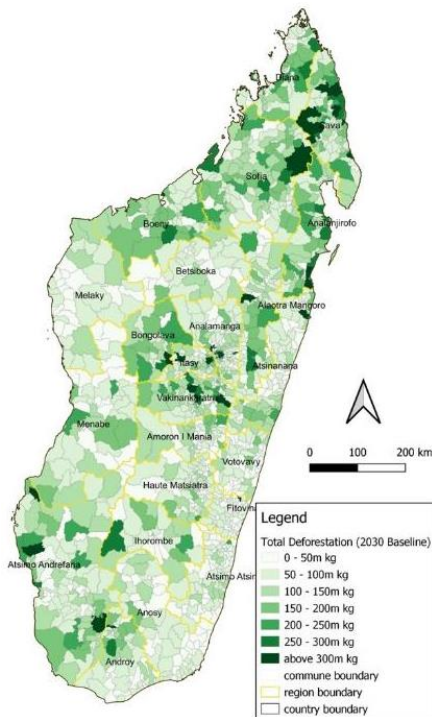 Diana
Sava
Sofia
Analanjirofo
Boeny
Betsiboka
Melaky
Alaotra Mangoro
Analamanga
Bongolava
Itasy
Atsinanana
Vakinankaratra
Menabe
Amoron I Mania
0 100 200 km
Vatovavy
Haute Matsiatra
Fitovina
Ihorombe
Atsimo Andrefana
Atsimo Atsin
Anosy
Androy
Legend
Total Deforestation (2030 Baseline)
0 - 50m kg
50 - 100m kg
100 - 150m kg
150 - 200m kg
200 - 250m kg
250 - 300m kg
above 300m kg
commune boundary
region boundary
country boundary